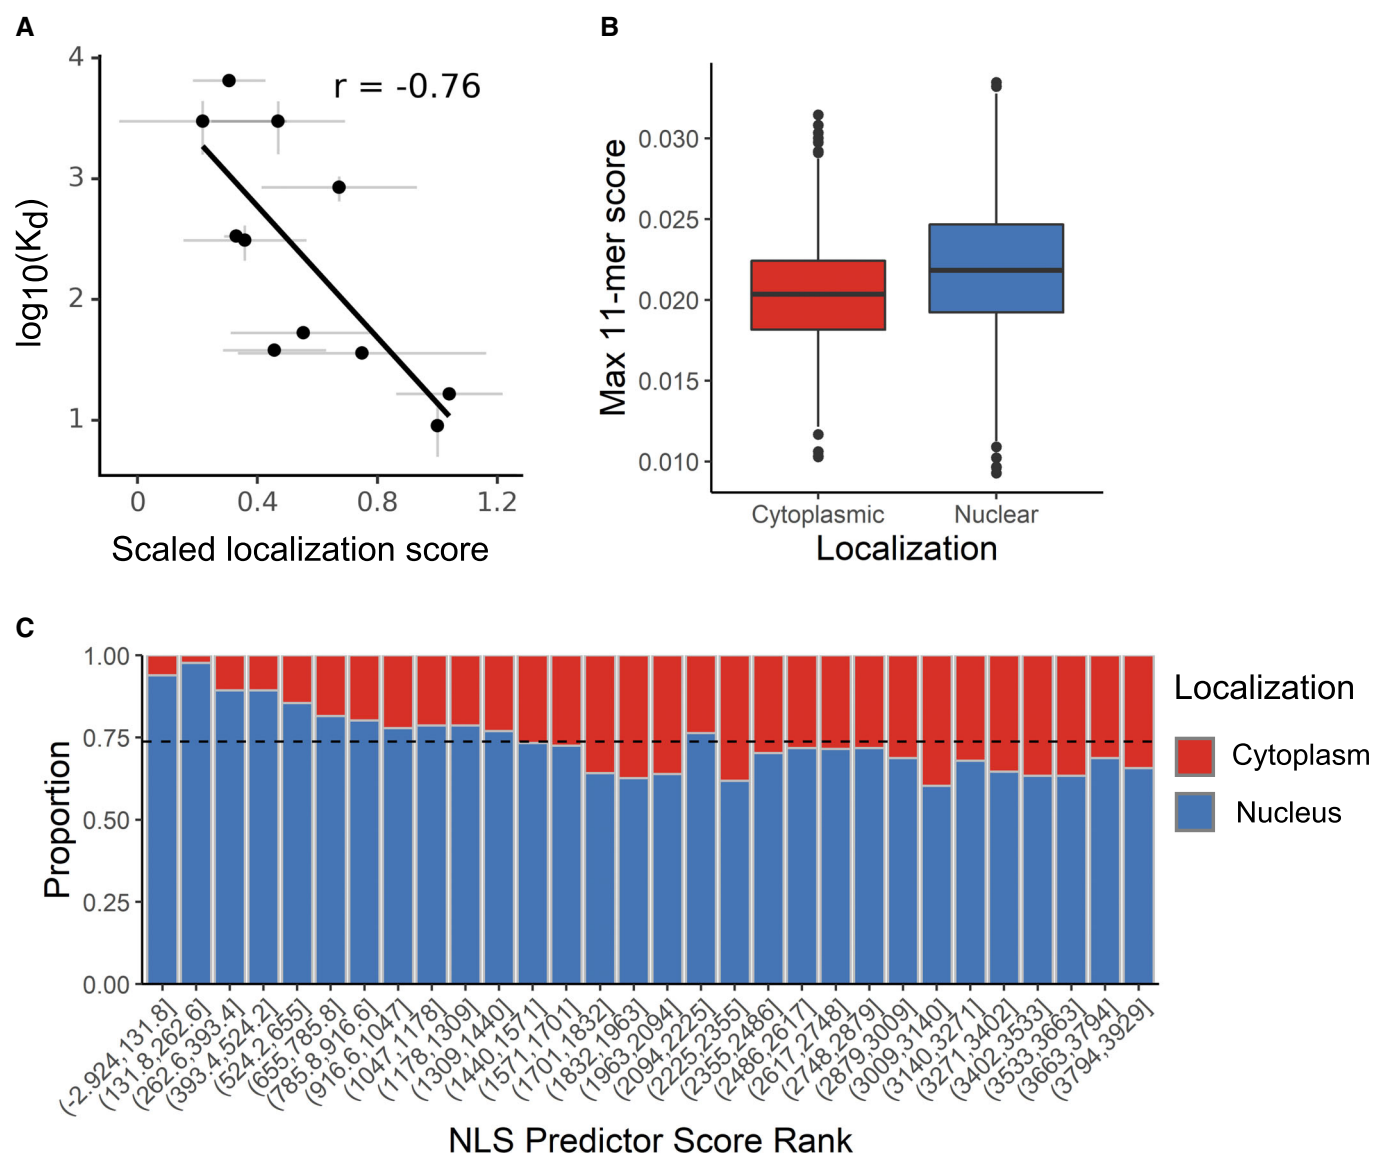 A
B
4
3
2
1
log10(Kd)
r = -0.76
0 0.4 0.8 1.2
Scaled localization score
0.030
0.025
0.020
0.015
0.010
Max 11-mer score
Cytoplasmic Nuclear
Localization
C
1.00
0.75
0.50
0.25
0.00
Proportion
Localization
Cytoplasm
Nucleus
(-2.924,131.8]
(131.8,262.6]
(262.6,393.4]
(393.4,524.2]
(524.2,655]
(655,785.8]
(785.8,916.6]
(916.6,1047]
(1047,1178]
(1178,1309]
(1309,1440]
(1440,1571]
(1571,1701]
(1701,1832]
(1832,1963]
(1963,2094]
(2094,2225]
(2225,2355]
(2355,2486]
(2486,2617]
(2617,2748]
(2748,2879]
(2879,3009]
(3009,3140]
(3140,3271]
(3271,3402]
(3402,3533]
(3533,3663]
(3663,3794]
(3794,3929]
NLS Predictor Score Rank